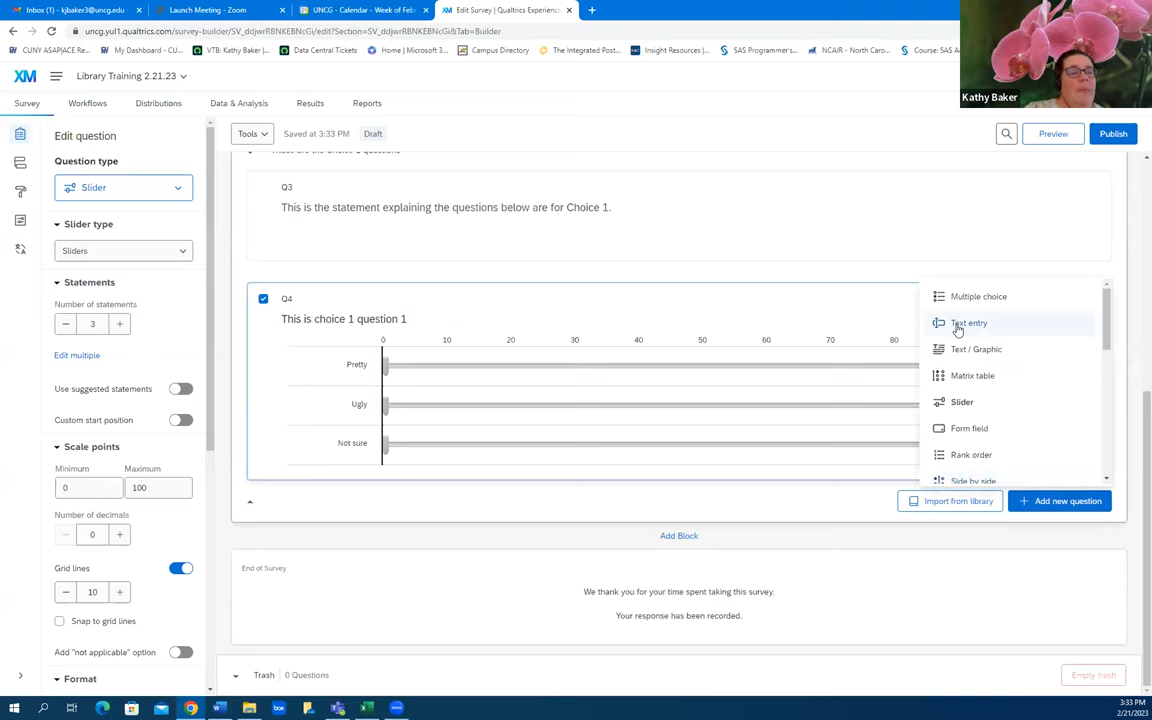 Inbox (1) - kjbaker3@uncg.edu -
Launch Meeting - Zoom
UNCG - Calendar - Week of Feb
Edit Survey | Qualtrics Experience
uncg.yul1.qualtrics.com/survey-builder/SV_ddjwrRBNEbNcGi/edit?Section=SV_ddjwrRBNEbNcGi&Tab=Builder
CUNY ASAP|ACE Re...
My Dashboard - CU...
VTB: Kathy Baker
Data Central Tickets
Home | Microsoft 3...
Campus Directory
The Integrated Post...
Insight Resources |...
SAS Programmer's...
NCAIR - North Caro...
Course: SAS
Kathy Baker
XM
Library Training 2.21.23
Survey
Workflows
Distributions
Data & Analysis
Results
Reports
Edit question
Tools
Saved at 3:33 PM
Draft
Preview
Publish
These are the Choice 1 questions
Question type
Slider
Slider type
Sliders
Statements
Number of statements
3
Edit multiple
Use suggested statements
Custom start position
Scale points
Minimum
Maximum
0
100
Number of decimals
0
Grid lines
10
Snap to grid lines
Add "not applicable" option
Format
Q3
This is the statement explaining the questions below are for Choice 1.
Q4
This is choice 1 question 1
0 10 20 30 40 50 60 70 80
Pretty
Ugly
Not sure
Multiple choice
Text entry
Text / Graphic
Matrix table
Slider
Form field
Rank order
Side by side
Import from library
Add new question
Add Block
End of Survey
We thank you for your time spent taking this survey.
Your response has been recorded.
Trash
0 Questions
Empty trash
3:33 PM
2/21/2023